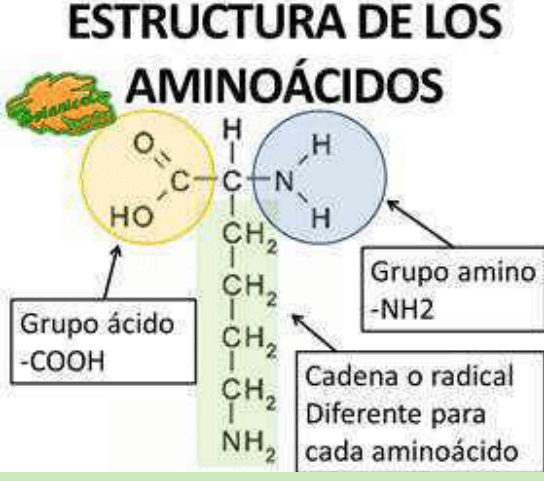 ESTRUCTURA DE LOS
AMINOÁCIDOS
Botanical
H
O
H
C
C
N
HO
H
CH2
CH2
CH2
CH2
NH2
Grupo ácido
-COOH
Grupo amino
-NH2
Cadena o radical
Diferente para
cada aminoácido